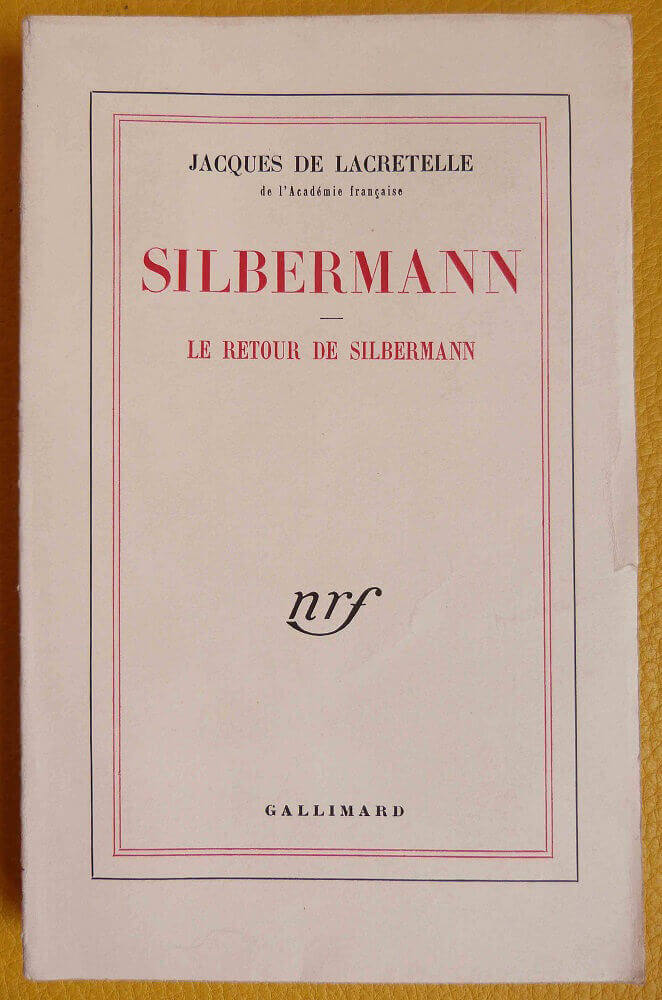 JACQUES DE LACRETELLE
de l'Académie française
SILBERMANN
LE RETOUR DE SILBERMANN
nrf
GALLIMARD